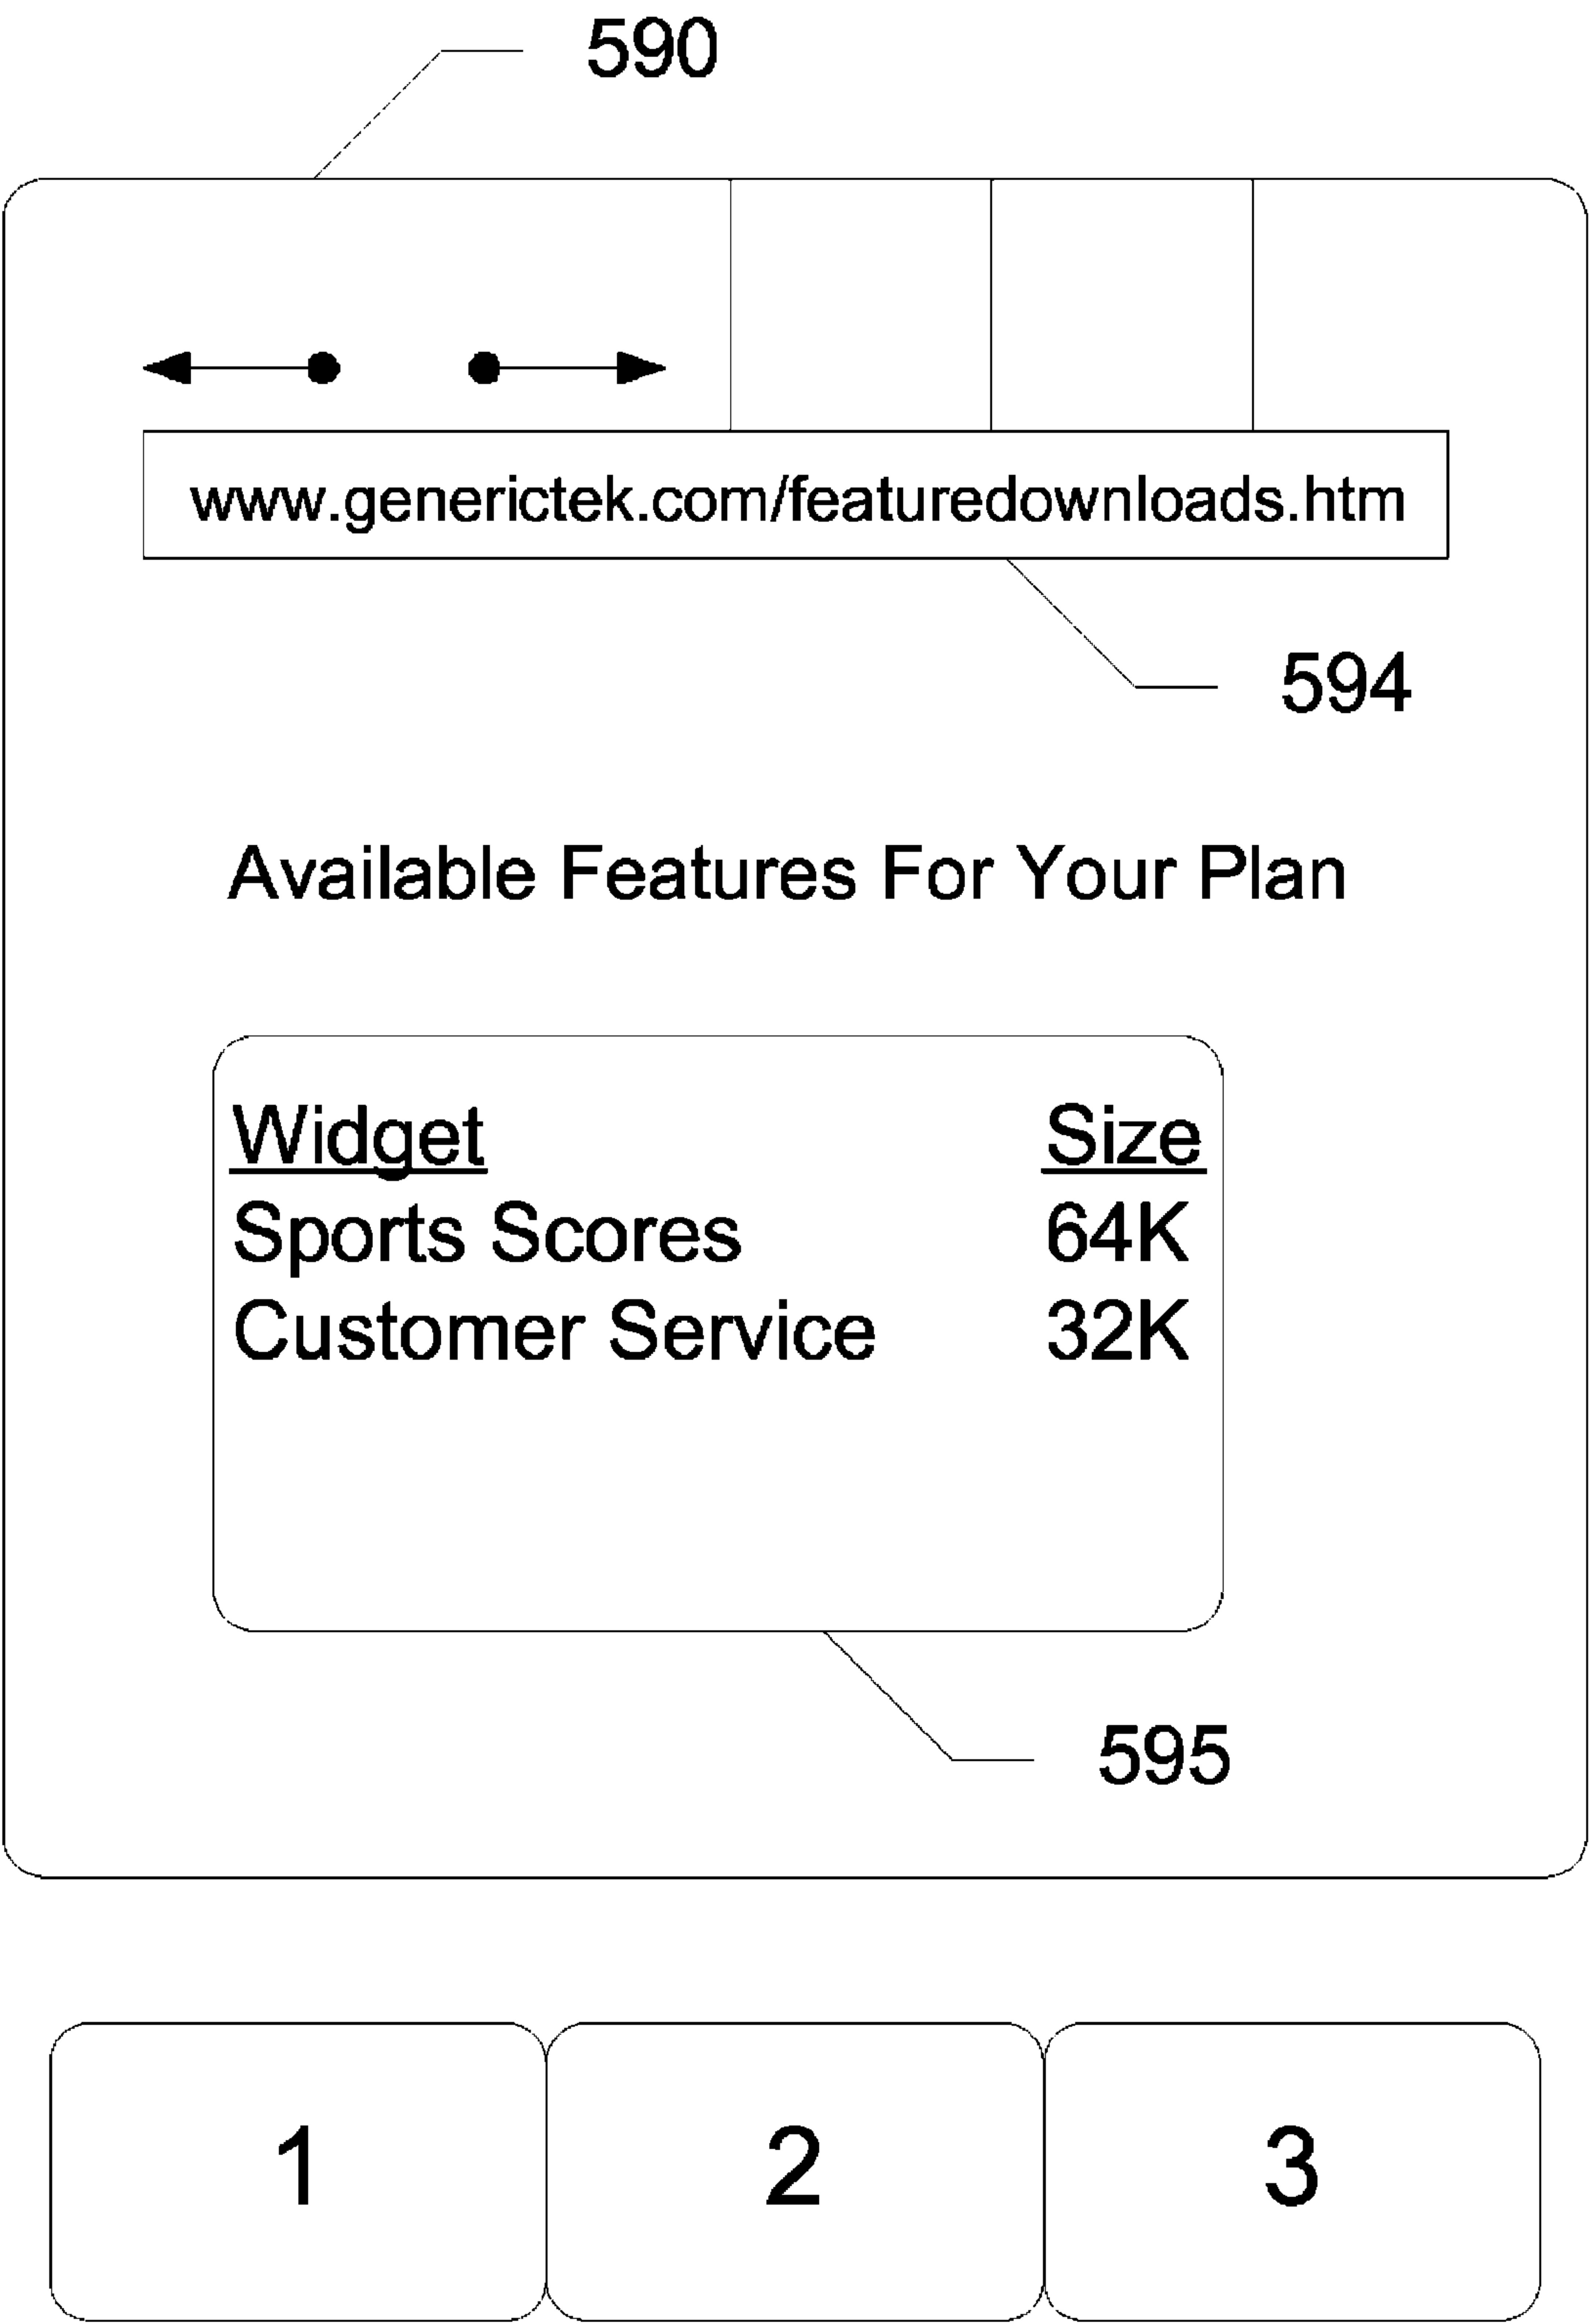 590
www.generictek.com/featuredownloads.htm
594
Available Features For Your Plan
Widget Size
Sports Scores 64K
Customer Service 32K
595
1 2 3